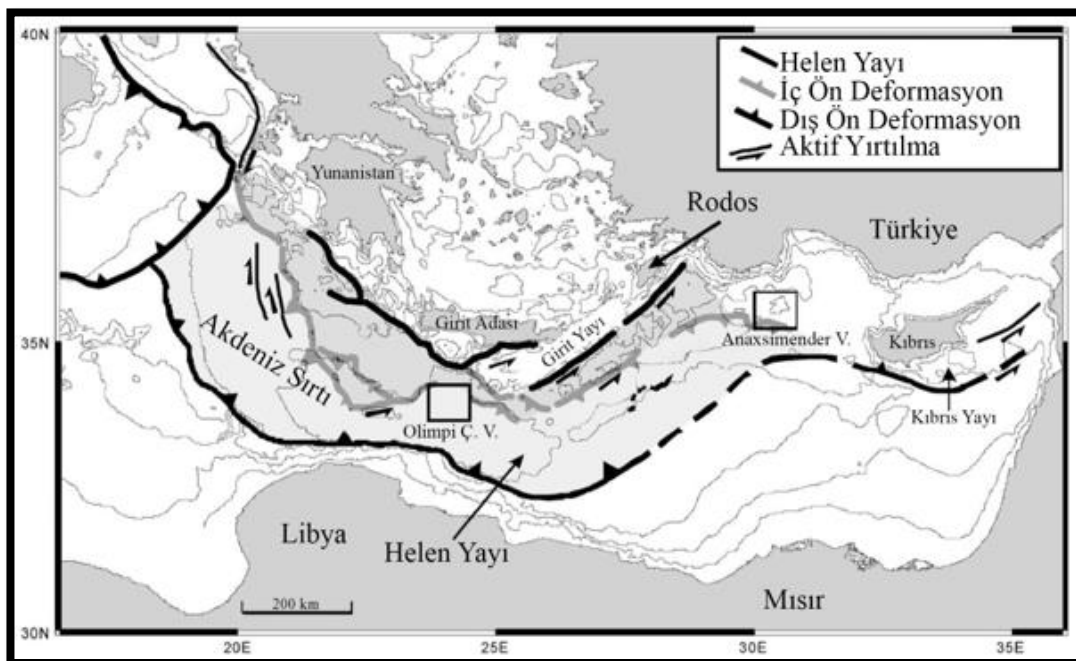 40N
Helen Yayı
İç Ön Deformasyon
Dış Ön Deformasyon
Aktif Yırtılma
Yunanistan
Rodos
Türkiye
35N
Akdeniz Sırtı
Girit Adası
Girit Yayı
Anaxsimender V.
Kıbrıs
Kıbrıs Yayı
Olimpi Ç. V.
Helen Yayı
Libya
Mısır
200 km
30N
20E
25E
30E
35E